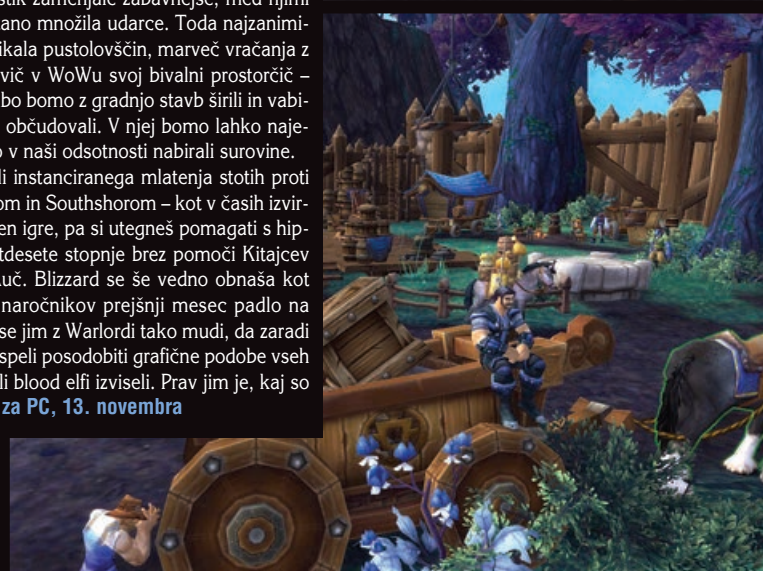 stik zamenjale zabavnejše, med njimi
ano množila udarce. Toda najzanimi-
ikala pustolovščin, marveč vračanja z
vič v WoWu svoj bivalni prostorčič –
bo bomo z gradnjo stavb širili in vabi-
občudovali. V njej bomo lahko naje-
o v naši odsotnosti nabirali surovine.
li instanciranega mlatenja stotih proti
om in Southshorom – kot v časih izvir-
en igre, pa si utegneš pomagati s hip-
tdesete stopnje brez pomoči Kitajcev
uč. Blizzard se še vedno obnaša kot
naročnikov prejšnji mesec padlo na
se jim z Warlordi tako mudi, da zaradi
speli posodobiti grafične podobe vseh
li blood elfi izviseli. Prav jim je, kaj so
za PC, 13. novembra